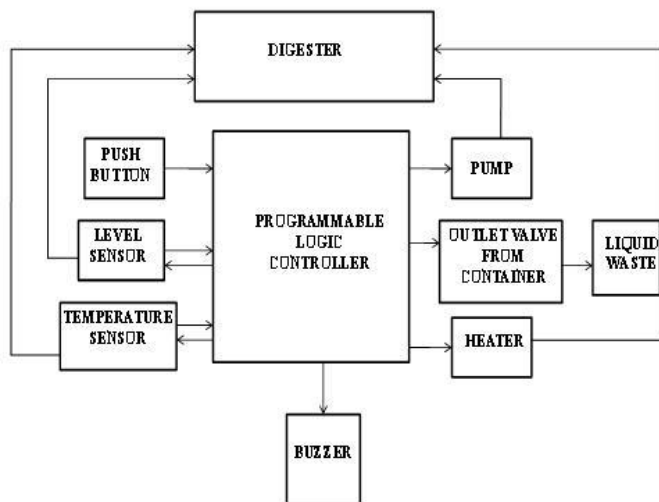 DIGESTER
PUSH
BUTTON
PUMP
LEVEL
SENSOR
PROGRAMMABLE
LOGIC
CONTROLLER
OUTLET VALVE
FROM
CONTAINER
LIQUID
WASTE
TEMPERATURE
SENSOR
HEATER
BUZZER